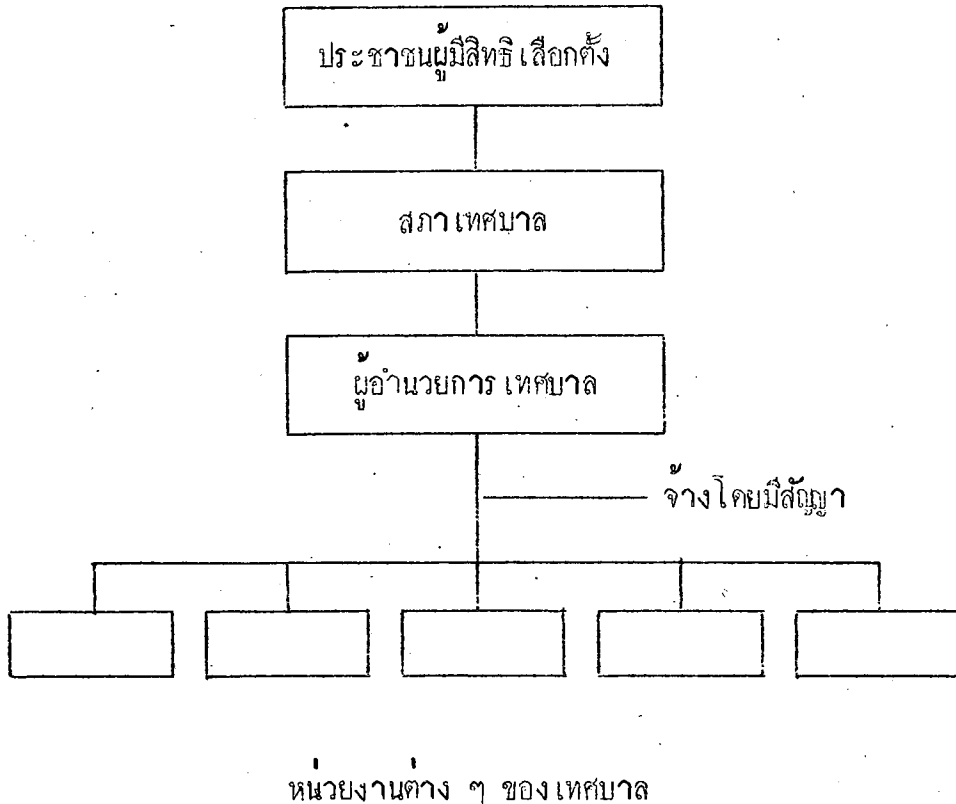 ประชาชนผู้มีสิทธิเลือกตั้ง
สภาเทศบาล
ผู้อำนวยการเทศบาล
จ้างโดยมีสัญญา
หน่วยงานต่าง ๆ ของเทศบาล